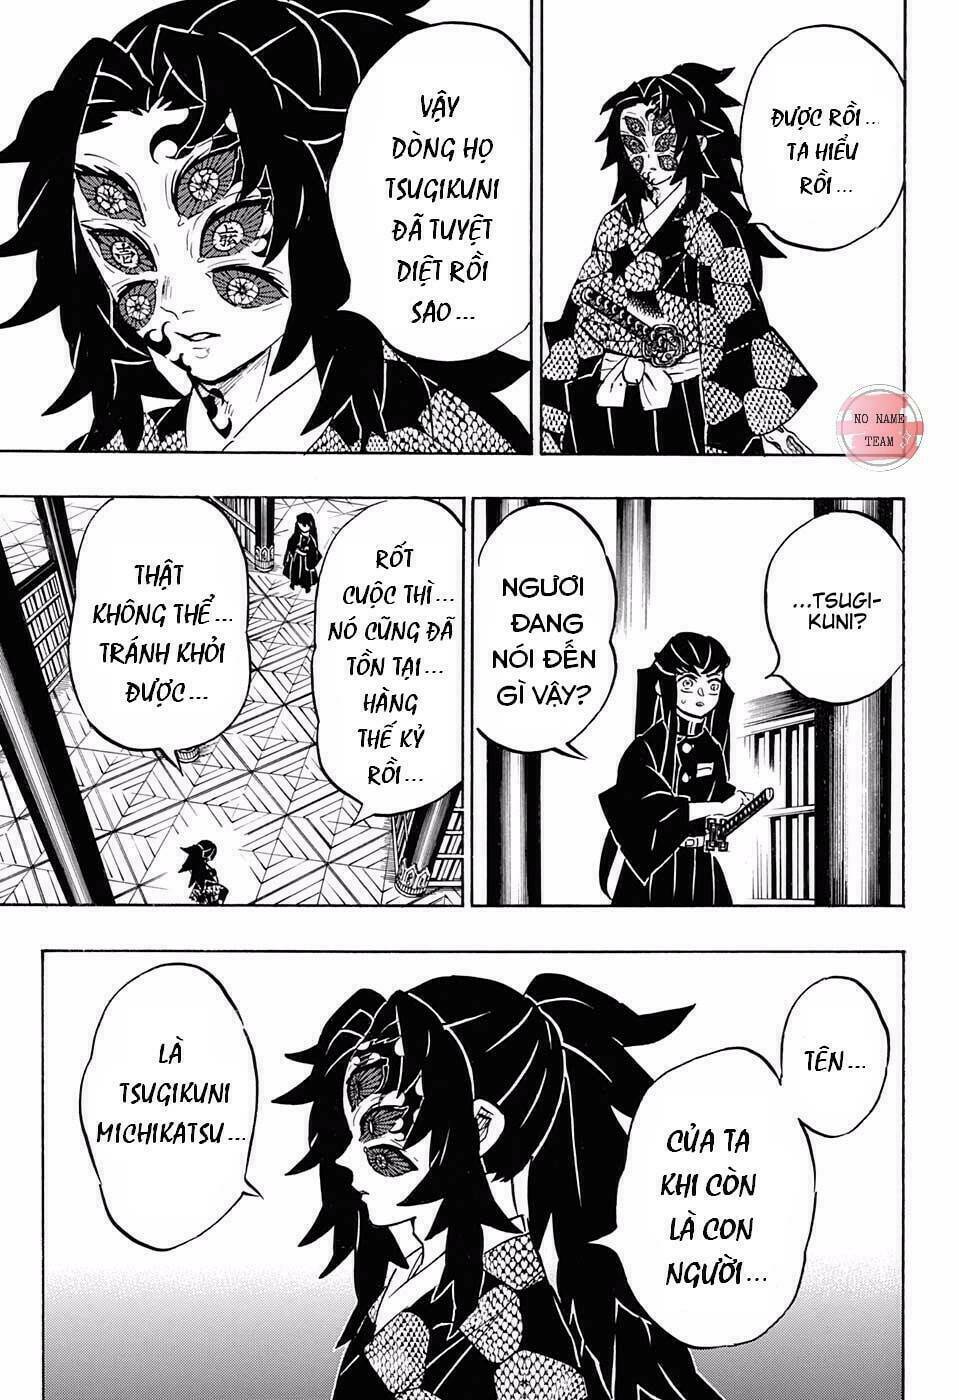 ĐƯỢC RỒI...
TA HIỂU
RỒI...
VẬY
DÒNG HỌ
TSUGIKUNI
ĐÃ TUYỆT
DIỆT RỒI
SAO...
NO NAME
TEAM
...TSUGI-
KUNI?
NGƯƠI
ĐANG
NÓI ĐẾN
GÌ VẬY?
RỐT
CUỘC THÌ...
NÓ CŨNG ĐÃ
TỒN TẠI...
HÀNG
THẾ KỶ
RỒI...
THẬT
KHÔNG THỂ...
TRÁNH KHỎI
ĐƯỢC...
TÊN...
CỦA TA
KHI CÒN
LÀ CON
NGƯỜI...
LÀ
TSUGIKUNI
MICHIKATSU...